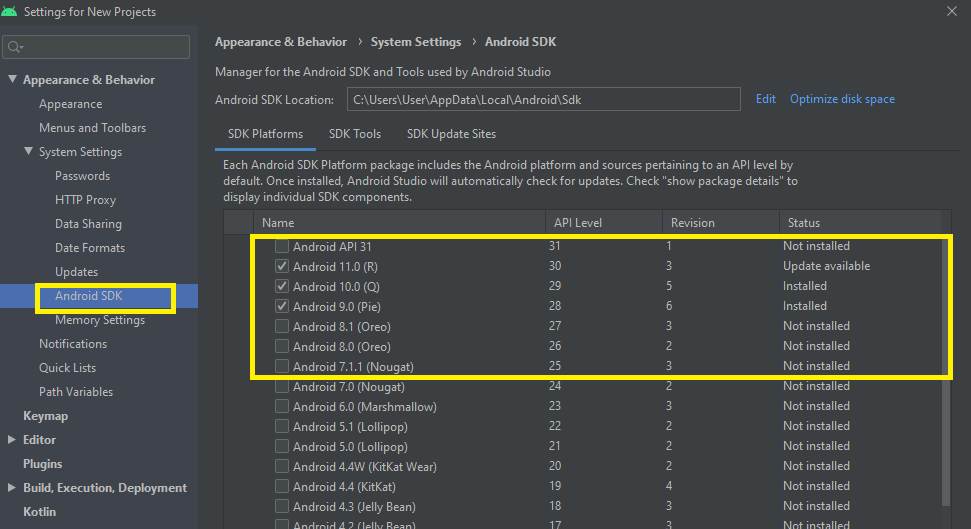 Settings for New Projects
Appearance & Behavior
Appearance
Menus and Toolbars
System Settings
Passwords
HTTP Proxy
Data Sharing
Date Formats
Updates
Android SDK
Memory Settings
Notifications
Quick Lists
Path Variables
Keymap
Editor
Plugins
Build, Execution, Deployment
Kotlin
Appearance & Behavior › System Settings › Android SDK
Manager for the Android SDK and Tools used by Android Studio
Android SDK Location: C:\Users\User\AppData\Local\Android\Sdk Edit Optimize disk space
SDK Platforms SDK Tools SDK Update Sites
Each Android SDK Platform package includes the Android platform and sources pertaining to an API level by
default. Once installed, Android Studio will automatically check for updates. Check "show package details" to
display individual SDK components.
Name API Level Revision Status
Android API 31 31 1 Not installed
Android 11.0 (R) 30 3 Update available
Android 10.0 (Q) 29 5 Installed
Android 9.0 (Pie) 28 6 Installed
Android 8.1 (Oreo) 27 3 Not installed
Android 8.0 (Oreo) 26 2 Not installed
Android 7.1.1 (Nougat) 25 3 Not installed
Android 7.0 (Nougat) 24 2 Not installed
Android 6.0 (Marshmallow) 23 3 Not installed
Android 5.1 (Lollipop) 22 2 Not installed
Android 5.0 (Lollipop) 21 2 Not installed
Android 4.4W (KitKat Wear) 20 2 Not installed
Android 4.4 (KitKat) 19 4 Not installed
Android 4.3 (Jelly Bean) 18 3 Not installed
Android 4.2 (Jelly Bean) 17 3 Not installed